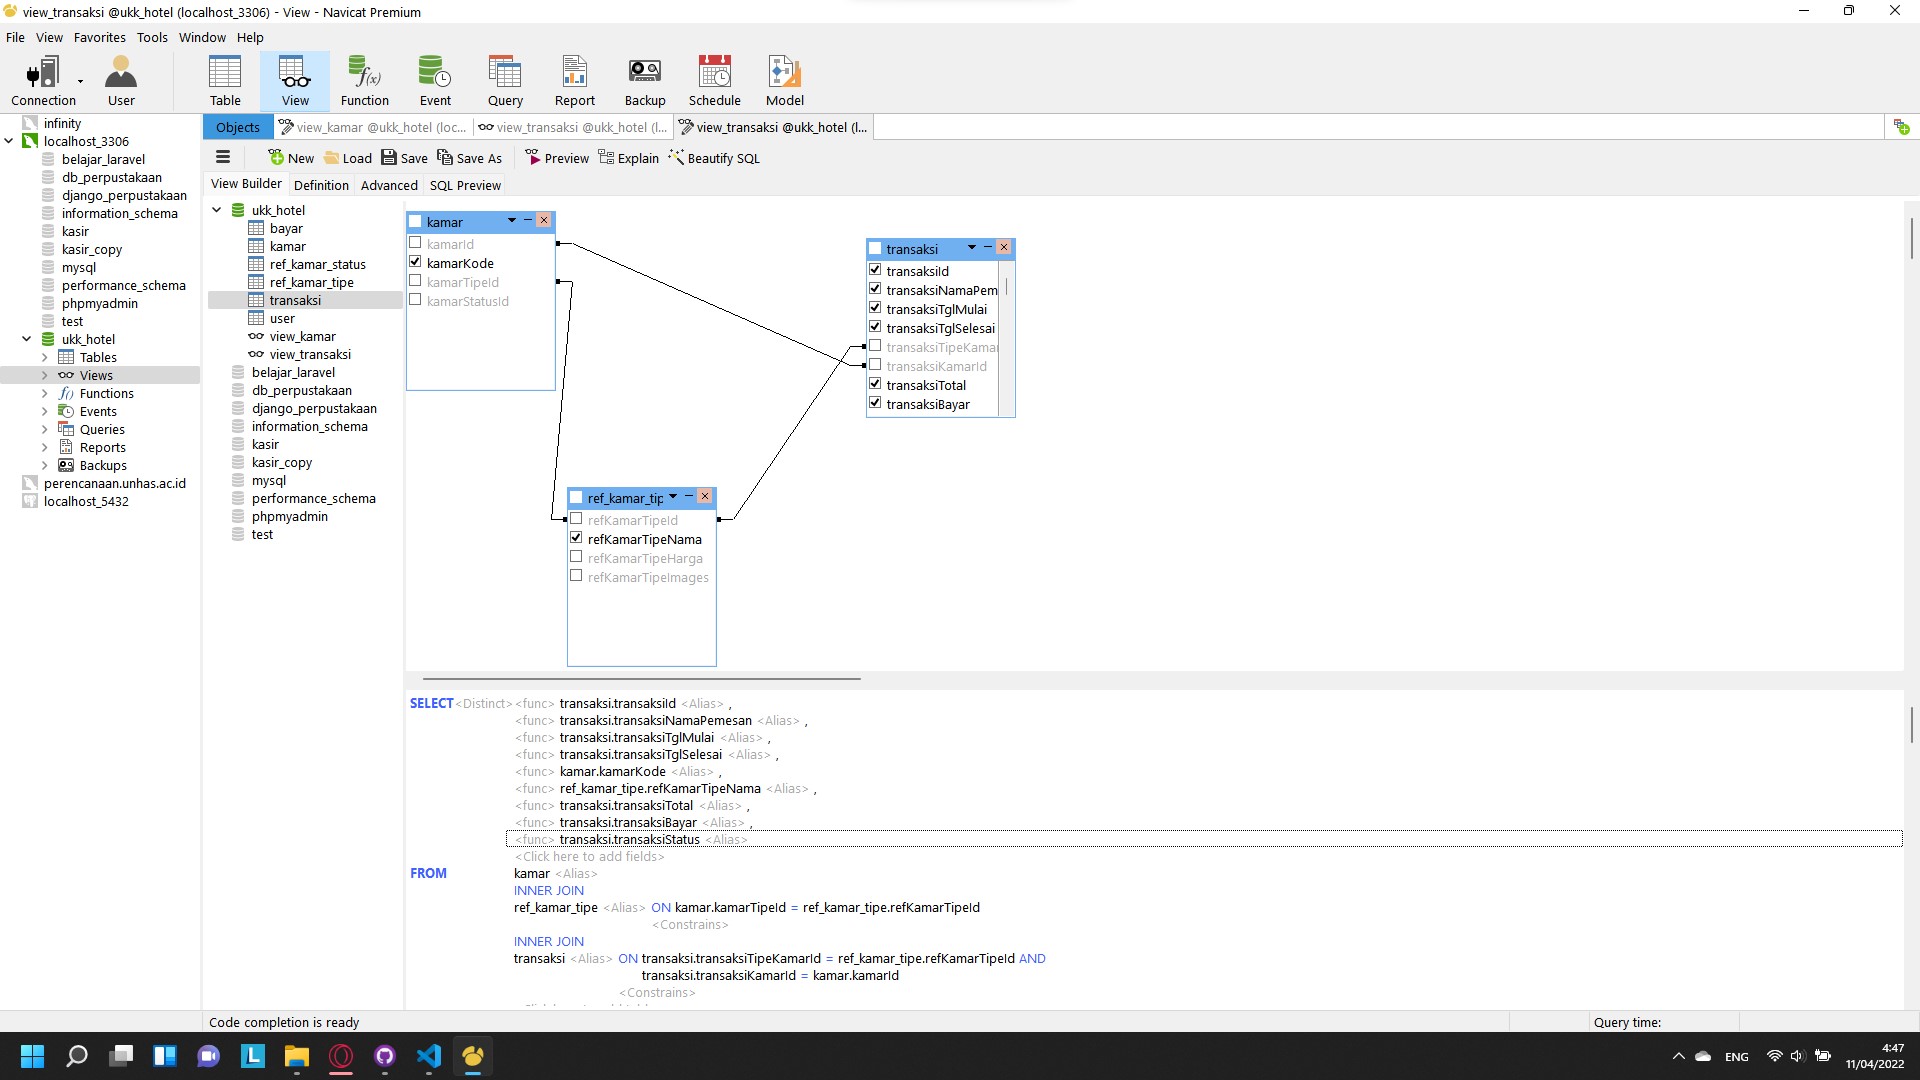 view_transaksi @ukk_hotel (localhost_3306) - View - Navicat Premium
File View Favorites Tools Window Help
Connection User Table View Function Event Query Report Backup Schedule Model
infinity
localhost_3306
belajar_laravel
db_perpustakaan
django_perpustakaan
information_schema
kasir
kasir_copy
mysql
performance_schema
phpmyadmin
test
ukk_hotel
Tables
Views
Functions
Events
Queries
Reports
Backups
perencanaan.unhas.ac.id
localhost_5432
Objects view_kamar @ukk_hotel (loc... view_transaksi @ukk_hotel (l... view_transaksi @ukk_hotel (l...
New Load Save Save As Preview Explain Beautify SQL
View Builder Definition Advanced SQL Preview
ukk_hotel
bayar
kamar
ref_kamar_status
ref_kamar_tipe
transaksi
user
view_kamar
view_transaksi
belajar_laravel
db_perpustakaan
django_perpustakaan
information_schema
kasir
kasir_copy
mysql
performance_schema
phpmyadmin
test
kamar
kamarId
kamarKode
kamarTipeId
kamarStatusId
transaksi
transaksiId
transaksiNamaPem
transaksiTglMulai
transaksiTglSelesai
transaksiTipeKamar
transaksiKamarId
transaksiTotal
transaksiBayar
ref_kamar_tip
refKamarTipeId
refKamarTipeNama
refKamarTipeHarga
refKamarTipeImages
SELECT <Distinct> <func> transaksi.transaksiId <Alias> ,
<func> transaksi.transaksiNamaPemesan <Alias> ,
<func> transaksi.transaksiTglMulai <Alias> ,
<func> transaksi.transaksiTglSelesai <Alias> ,
<func> kamar.kamarKode <Alias> ,
<func> ref_kamar_tipe.refKamarTipeNama <Alias> ,
<func> transaksi.transaksiTotal <Alias> ,
<func> transaksi.transaksiBayar <Alias> ,
<func> transaksi.transaksiStatus <Alias>
<Click here to add fields>
FROM kamar <Alias>
INNER JOIN
ref_kamar_tipe <Alias> ON kamar.kamarTipeId = ref_kamar_tipe.refKamarTipeId
<Constrains>
INNER JOIN
transaksi <Alias> ON transaksi.transaksiTipeKamarId = ref_kamar_tipe.refKamarTipeId AND
transaksi.transaksiKamarId = kamar.kamarId
<Constrains>
Code completion is ready
Query time:
ENG
4:47
11/04/2022